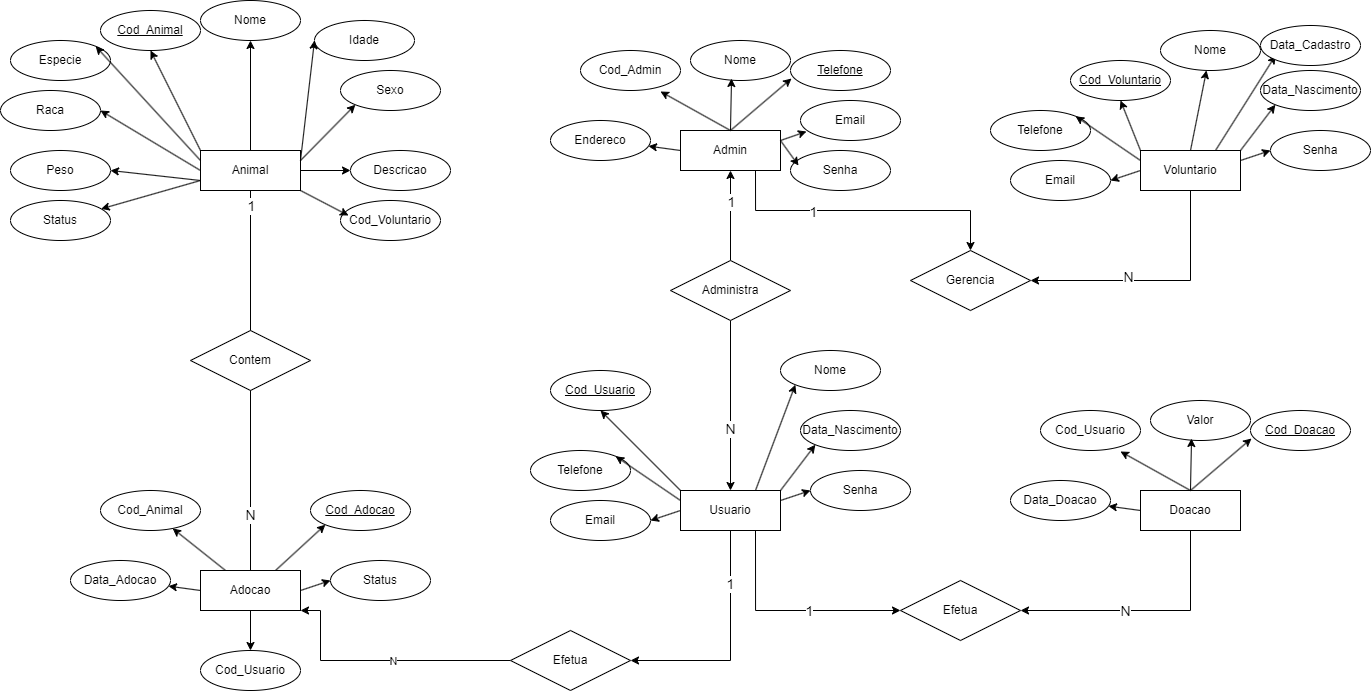 Nome
Cod_Animal
Idade
Especie
Sexo
Raca
Animal
Peso
Descricao
Status
Cod_Voluntario
1
Contem
N
Cod_Animal
Cod_Adocao
Data_Adocao
Status
Adocao
Cod_Usuario
Nome
Cod_Admin
Telefone
Email
Endereco
Admin
Senha
1
1
Administra
N
Gerencia
N
Nome
Data_Cadastro
Cod_Voluntario
Data_Nascimento
Telefone
Senha
Voluntario
Email
Nome
Cod_Usuario
Data_Nascimento
Telefone
Senha
Usuario
Email
1
1
Efetua
N
Efetua
N
Valor
Cod_Usuario
Cod_Doacao
Data_Doacao
Doacao